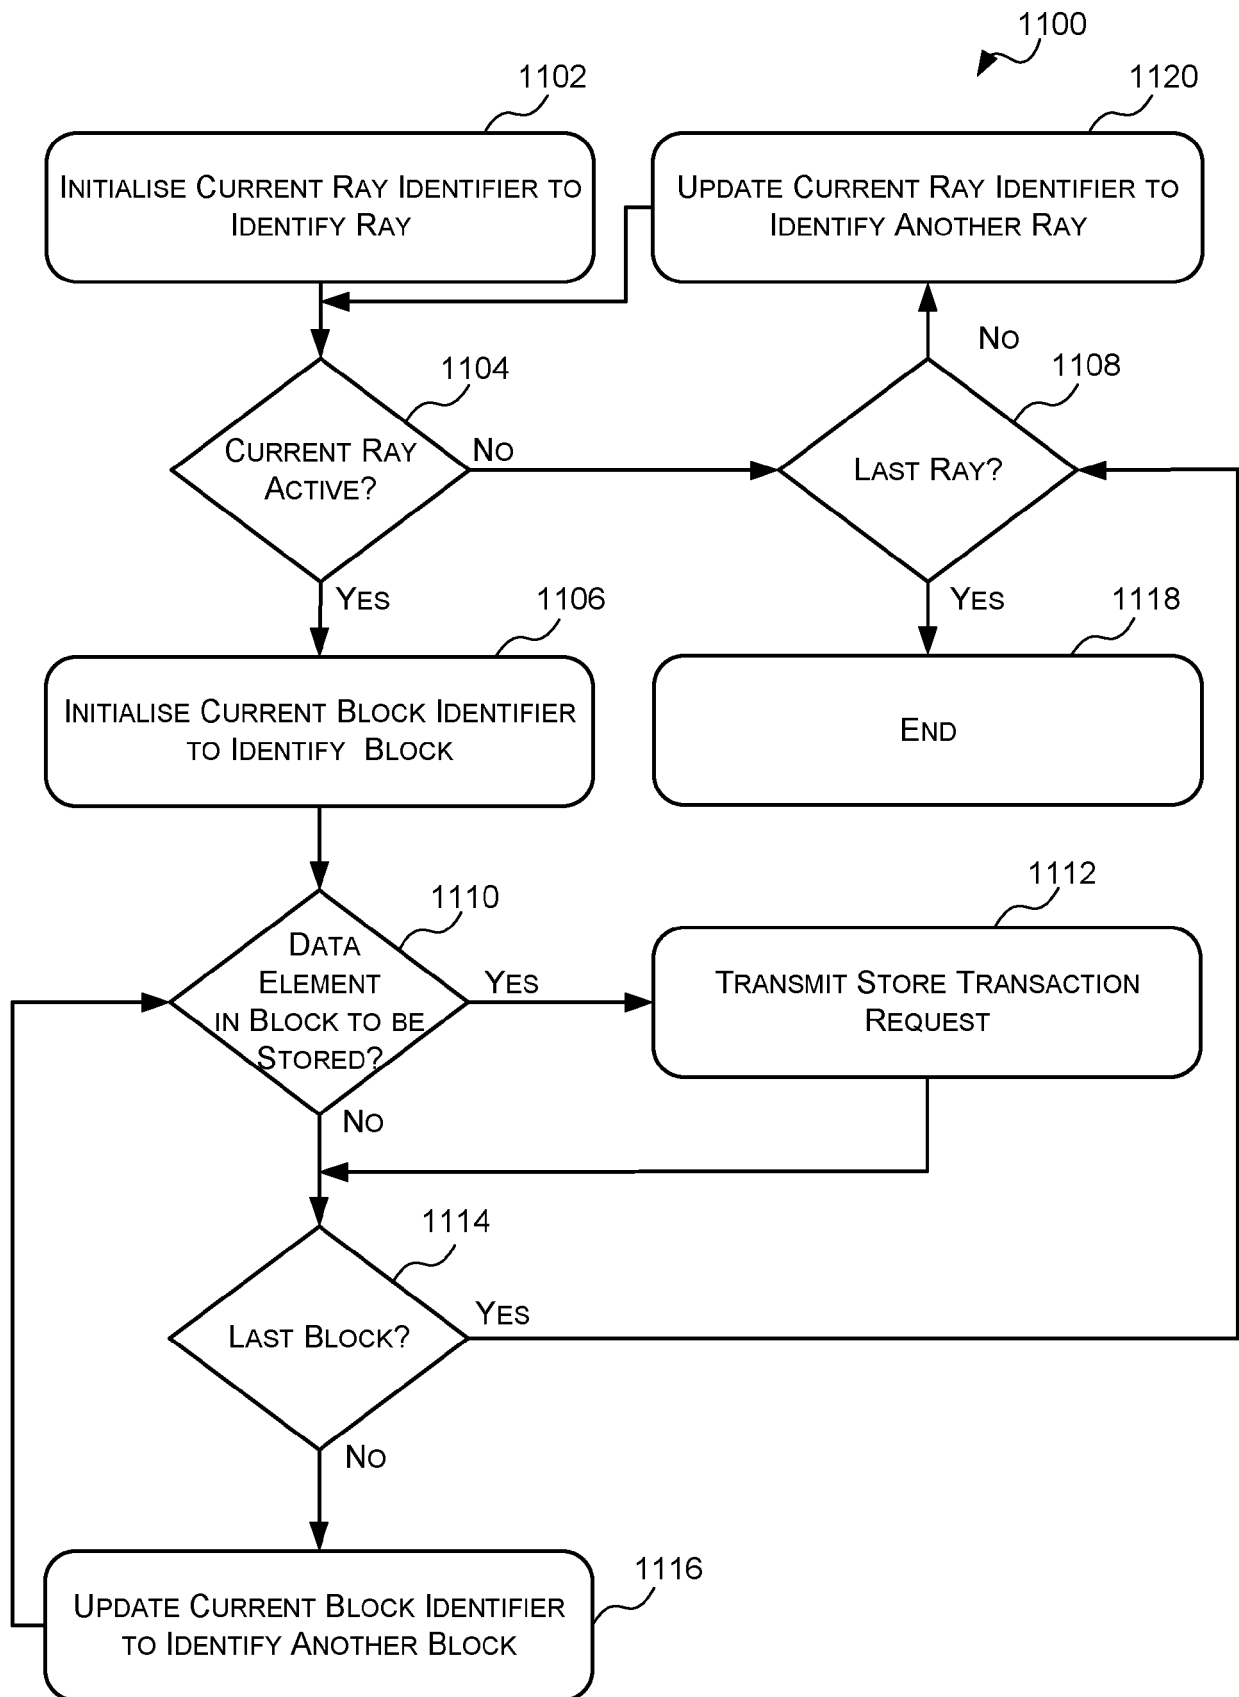 1100
1102
1120
INITIALISE CURRENT RAY IDENTIFIER TO
IDENTIFY RAY
UPDATE CURRENT RAY IDENTIFIER TO
IDENTIFY ANOTHER RAY
NO
1104
1108
CURRENT RAY
ACTIVE?
NO
LAST RAY?
YES
YES
1106
1118
INITIALISE CURRENT BLOCK IDENTIFIER
TO IDENTIFY BLOCK
END
1110
1112
DATA
ELEMENT
IN BLOCK TO BE
STORED?
YES
TRANSMIT STORE TRANSACTION
REQUEST
NO
1114
YES
LAST BLOCK?
NO
1116
UPDATE CURRENT BLOCK IDENTIFIER
TO IDENTIFY ANOTHER BLOCK